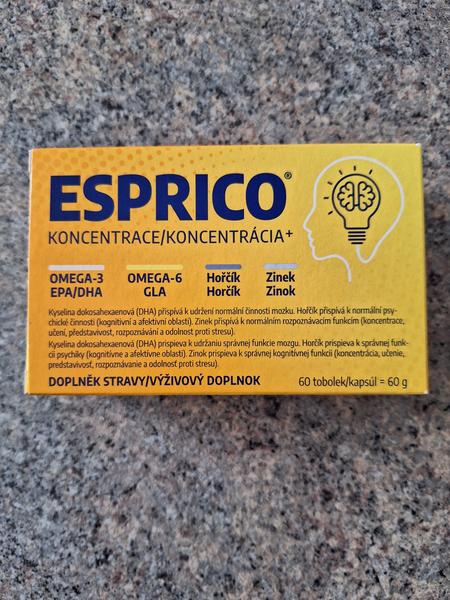 ESPRICO®
KONCENTRACE/KONCENTRÁCIA+
OMEGA-3 OMEGA-6 Hořčík Zinek
EPA/DHA GLA Horčík Zinok
Kyselina dokosahexaenová (DHA) přispívá k udržení normální činnosti mozku. Hořčík přispívá k normální psy-
chické činnosti (kognitivní a afektivní oblasti). Zinek přispívá k normálním rozpoznávacím funkcím (koncentrace,
učení, představivost, rozpoznávání a odolnost proti stresu).
Kyselina dokosahexaenová (DHA) prispieva k udržaniu správnej funkcie mozgu. Horčík prispieva k správnej funk-
cii psychiky (kognitívne a afektívne oblasti). Zinok prispieva k správnej kognitívnej funkcii (koncentrácia, učenie,
predstavivosť, rozpoznávanie a odolnosť proti stresu).
DOPLNĚK STRAVY/VÝŽIVOVÝ DOPLNOK 60 tobolek/kapsúl = 60 g